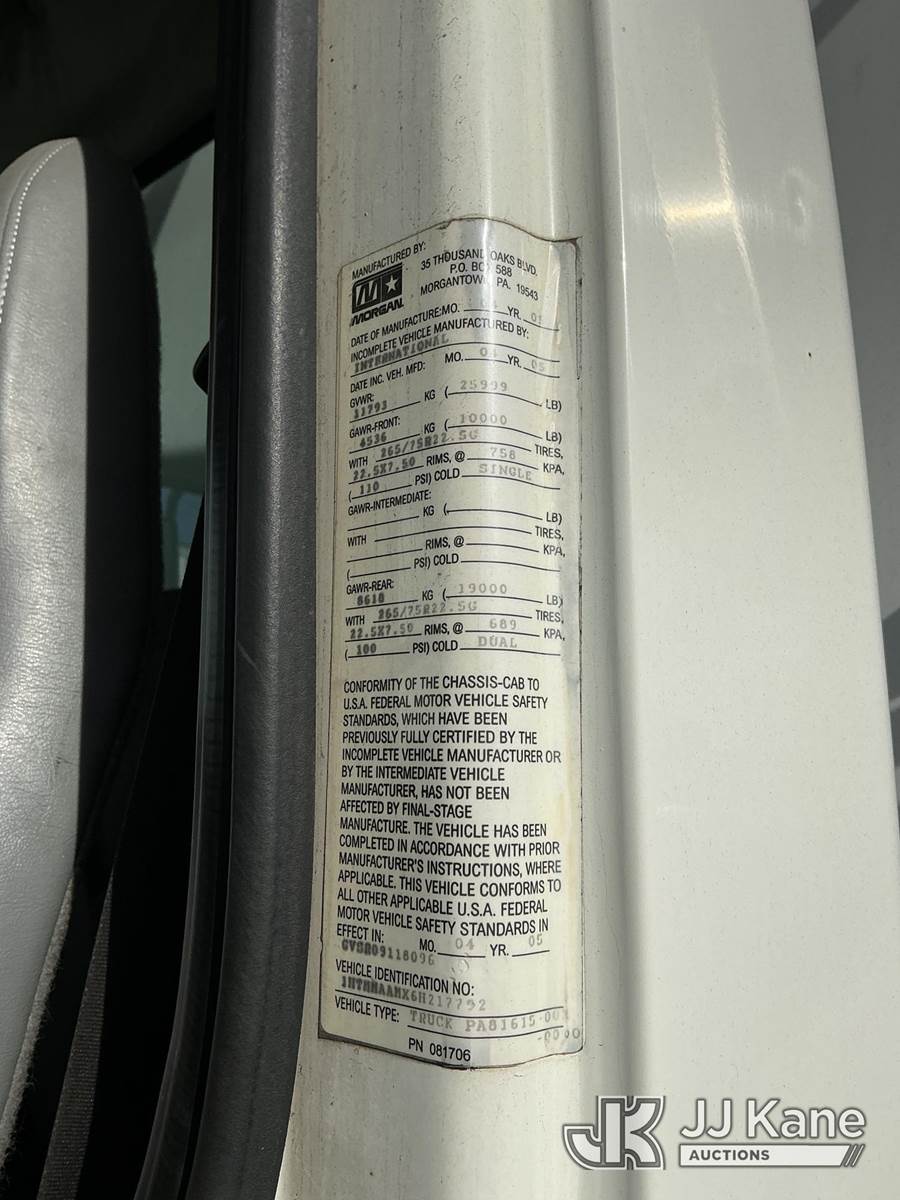 MANUFACTURED BY:
35 THOUSAND OAKS BLVD.
P.O. BOX 588
MORGANTOWN, PA. 19543
MORGAN
DATE OF MANUFACTURE:MO. YR.
INCOMPLETE VEHICLE MANUFACTURED BY:
INTERNATIONAL
DATE INC. VEH. MFD: MO. 04 YR. 05
GVWR:
11793 KG ( 25999 LB)
GAWR-FRONT:
4536 KG ( 10000 LB)
WITH 265/75R22.5G TIRES,
22.5X7.50 RIMS, @ 758 KPA,
( 110 PSI) COLD SINGLE
GAWR-INTERMEDIATE:
KG ( LB)
WITH TIRES,
RIMS, @ KPA,
( PSI) COLD
GAWR-REAR:
8618 KG ( 19000 LB)
WITH 265/75R22.5G TIRES,
22.5X7.50 RIMS, @ 689 KPA,
( 100 PSI) COLD DUAL
CONFORMITY OF THE CHASSIS-CAB TO
U.S.A. FEDERAL MOTOR VEHICLE SAFETY
STANDARDS, WHICH HAVE BEEN
PREVIOUSLY FULLY CERTIFIED BY THE
INCOMPLETE VEHICLE MANUFACTURER OR
BY THE INTERMEDIATE VEHICLE
MANUFACTURER, HAS NOT BEEN
AFFECTED BY FINAL-STAGE
MANUFACTURE. THE VEHICLE HAS BEEN
COMPLETED IN ACCORDANCE WITH PRIOR
MANUFACTURER'S INSTRUCTIONS, WHERE
APPLICABLE. THIS VEHICLE CONFORMS TO
ALL OTHER APPLICABLE U.S.A. FEDERAL
MOTOR VEHICLE SAFETY STANDARDS IN
EFFECT IN: MO. 04 YR. 05
GVSR09118096
VEHICLE IDENTIFICATION NO:
1HTMMAAMX6H217792
VEHICLE TYPE: TRUCK
PN 081706
JK JJ Kane
AUCTIONS